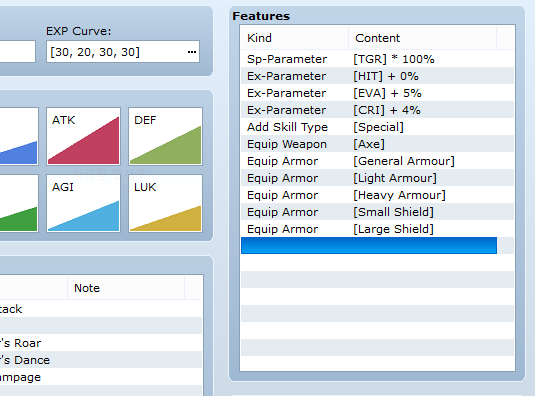 EXP Curve:
[30, 20, 30, 30] ...
ATK
DEF
AGI
LUK
Note
tack
's Roar
's Dance
ampage
Features
Kind Content
Sp-Parameter [TGR] * 100%
Ex-Parameter [HIT] + 0%
Ex-Parameter [EVA] + 5%
Ex-Parameter [CRI] + 4%
Add Skill Type [Special]
Equip Weapon [Axe]
Equip Armor [General Armour]
Equip Armor [Light Armour]
Equip Armor [Heavy Armour]
Equip Armor [Small Shield]
Equip Armor [Large Shield]